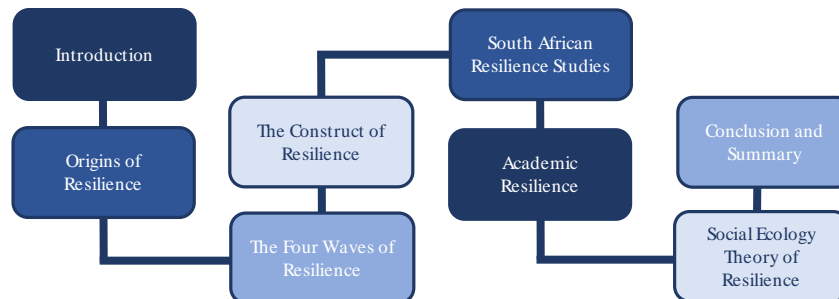 Introduction
Origins of
Resilience
The Four Waves of
Resilience
The Construct of
Resilience
South African
Resilience Studies
Academic
Resilience
Social Ecology
Theory of
Resilience
Conclusion and
Summary